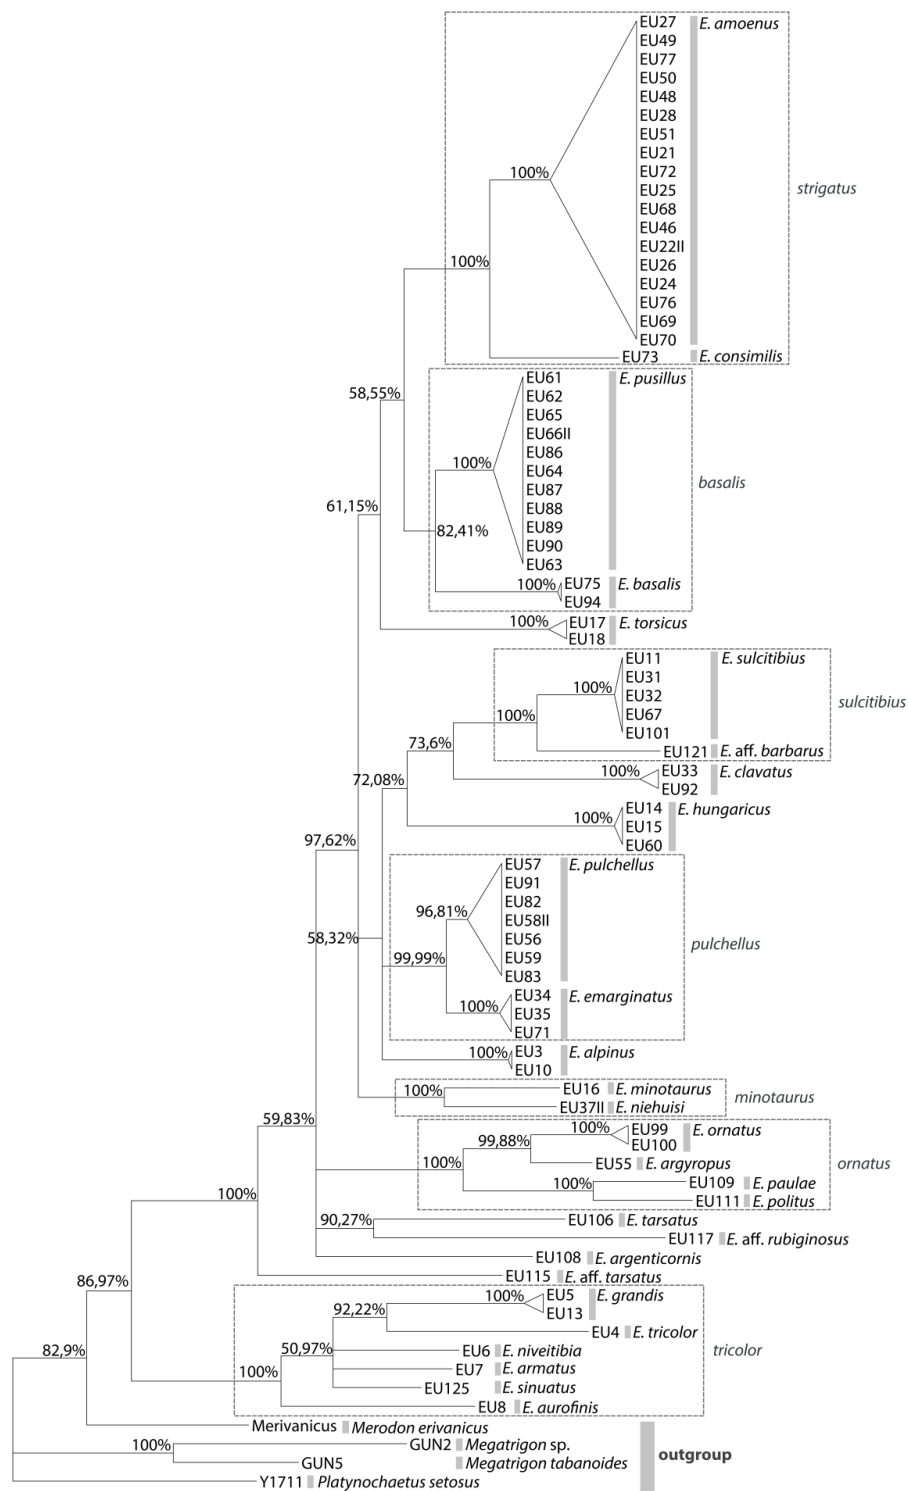 EU27 E. amoenus
EU49
EU77
EU50
EU48
EU28
EU51
EU21
100% EU72
EU25 strigatus
EU68
EU46
EU22II
100% EU26
EU24
EU76
EU69
EU70
EU73 E. consimilis
EU61 E. pusillus
58,55% EU62
EU65
EU66II
EU86
100% EU64
EU87 basalis
EU88
61,15% 82,41% EU89
EU90
EU63
100% EU75 E. basalis
EU94
100% EU17 E. torsicus
EU18
EU11 E. sulcitibius
EU31
100% EU32 sulcitibius
100% EU67
EU101
73,6% EU121 E. aff. barbarus
100% EU33 E. clavatus
72,08% EU92
EU14 E. hungaricus
100% EU15
97,62% EU60
EU57 E. pulchellus
EU91
EU82
96,81% EU58II
58,32% EU56 pulchellus
99,99% EU59
EU83
EU34 E. emarginatus
100% EU35
EU71
100% EU3 E. alpinus
EU10
100% EU16 E. minotaurus minotaurus
EU37II E. niehuisi
59,83% 100% EU99 E. ornatus
99,88% EU100
100% EU55 E. argyropus ornatus
100% EU109 E. paulae
100% EU111 E. politus
90,27% EU106 E. tarsatus
EU117 E. aff. rubiginosus
EU108 E. argenticornis
86,97% EU115 E. aff. tarsatus
100% EU5 E. grandis
92,22% EU13
EU4 E. tricolor
82,9% 50,97% EU6 E. niveitibia tricolor
100% EU7 E. armatus
EU125 E. sinuatus
EU8 E. aurofinis
Merivanicus Merodon erivanicus
100% GUN2 Megatrigon sp. outgroup
GUN5 Megatrigon tabanoides
Y1711 Platynochaetus setosus